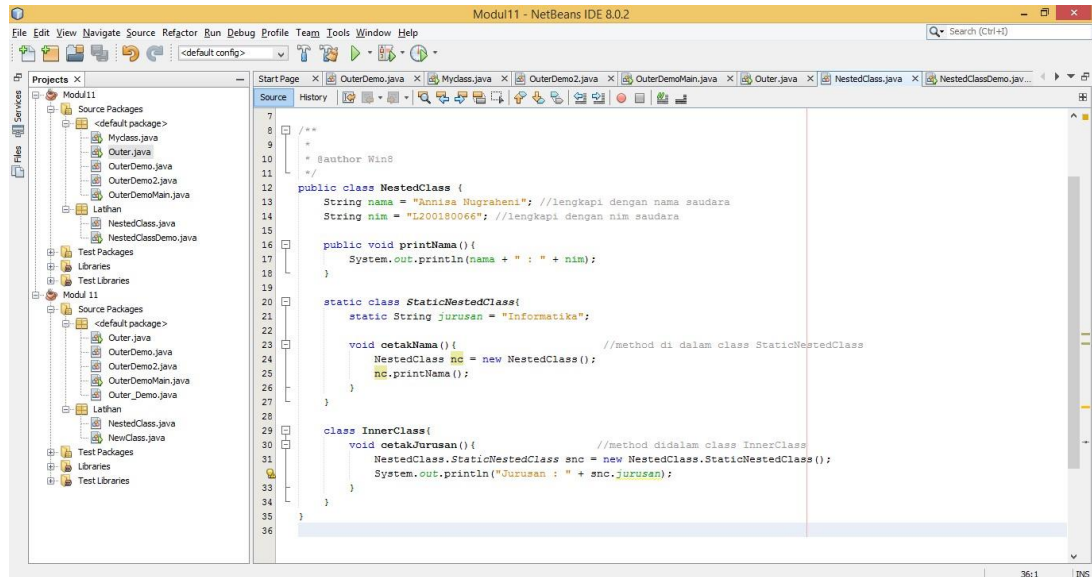 Modul11 - NetBeans IDE 8.0.2
File Edit View Navigate Source Refactor Run Debug Profile Team Tools Window Help
Search (Ctrl+I)
<default config>
Projects
Services
Files
Modul11
Source Packages
<default package>
Myclass.java
Outer.java
OuterDemo.java
OuterDemo2.java
OuterDemoMain.java
Latihan
NestedClass.java
NestedClassDemo.java
Test Packages
Libraries
Test Libraries
Modul 11
Source Packages
<default package>
Outer.java
OuterDemo.java
OuterDemo2.java
OuterDemoMain.java
Outer_Demo.java
Latihan
NestedClass.java
NewClass.java
Test Packages
Libraries
Test Libraries
Start Page OuterDemo.java Myclass.java OuterDemo2.java OuterDemoMain.java Outer.java NestedClass.java NestedClassDemo.jav...
Source History
7
8 /**
9 *
10 * @author Win8
11 */
12 public class NestedClass {
13 String nama = "Annisa Nugraheni"; //lengkapi dengan nama saudara
14 String nim = "L200180066"; //lengkapi dengan nim saudara
15
16 public void printNama(){
17 System.out.println(nama + " : " + nim);
18 }
19
20 static class StaticNestedClass{
21 static String jurusan = "Informatika";
22
23 void cetakNama(){ //method di dalam class StaticNestedClass
24 NestedClass nc = new NestedClass();
25 nc.printNama();
26 }
27 }
28
29 class InnerClass{
30 void cetakJurusan(){ //method didalam class InnerClass
31 NestedClass.StaticNestedClass snc = new NestedClass.StaticNestedClass();
System.out.println("Jurusan : " + snc.jurusan);
33 }
34 }
35 }
36
36:1 INS